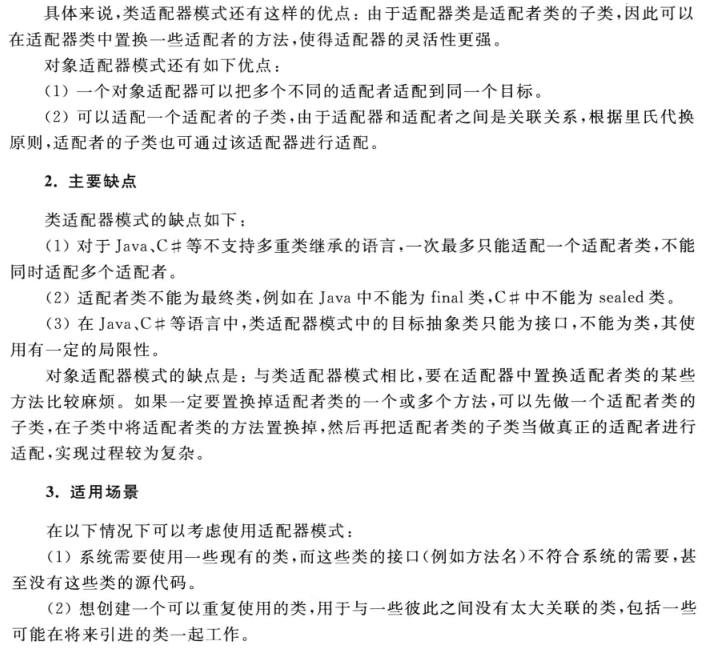 具体来说,类适配器模式还有这样的优点：由于适配器类是适配者类的子类,因此可以
在适配器类中置换一些适配者的方法,使得适配器的灵活性更强。
对象适配器模式还有如下优点：
（1）一个对象适配器可以把多个不同的适配者适配到同一个目标。
（2）可以适配一个适配者的子类,由于适配器和适配者之间是关联关系,根据里氏代换
原则,适配者的子类也可通过该适配器进行适配。
2. 主要缺点
类适配器模式的缺点如下：
（1）对于 Java、C#等不支持多重类继承的语言,一次最多只能适配一个适配者类,不能
同时适配多个适配者。
（2）适配者类不能为最终类,例如在 Java 中不能为 final 类,C#中不能为 sealed 类。
（3）在 Java、C#等语言中,类适配器模式中的目标抽象类只能为接口,不能为类,其使
用有一定的局限性。
对象适配器模式的缺点是：与类适配器模式相比,要在适配器中置换适配者类的某些
方法比较麻烦。如果一定要置换掉适配者类的一个或多个方法,可以先做一个适配者类的
子类,在子类中将适配者类的方法置换掉,然后再把适配者类的子类当做真正的适配者进行
适配,实现过程较为复杂。
3. 适用场景
在以下情况下可以考虑使用适配器模式：
（1）系统需要使用一些现有的类,而这些类的接口(例如方法名)不符合系统的需要,甚
至没有这些类的源代码。
（2）想创建一个可以重复使用的类,用于与一些彼此之间没有太大关联的类,包括一些
可能在将来引进的类一起工作。